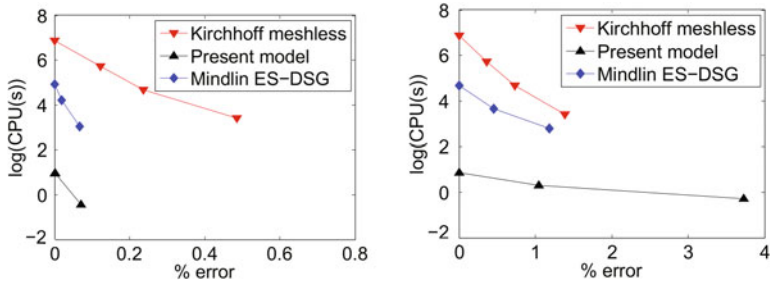 8
6
4
2
0
−2
log(CPU(s))
0
0.2
0.4
0.6
0.8
% error
Kirchhoff meshless
Present model
Mindlin ES−DSG
8
6
4
2
0
−2
log(CPU(s))
0
1
2
3
4
% error
Kirchhoff meshless
Present model
Mindlin ES−DSG